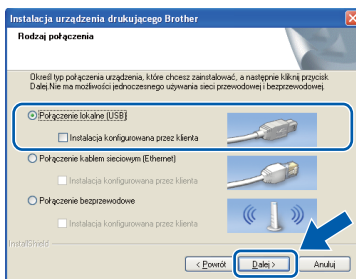 Instalacja urządzenia drukującego Brother
Rodzaj połączenia
Określ typ połączenia urządzenia, które chcesz zainstalować, a następnie kliknij przycisk
Dalej.Nie ma możliwości jednoczesnego używania sieci przewodowej i bezprzewodowej.
Połączenie lokalne (USB)
Instalacja konfigurowana przez klienta
Połączenie kablem sieciowym (Ethernet)
Instalacja konfigurowana przez klienta
Połączenie bezprzewodowe
Instalacja konfigurowana przez klienta
InstallShield
< Powrót Dalej > Anuluj